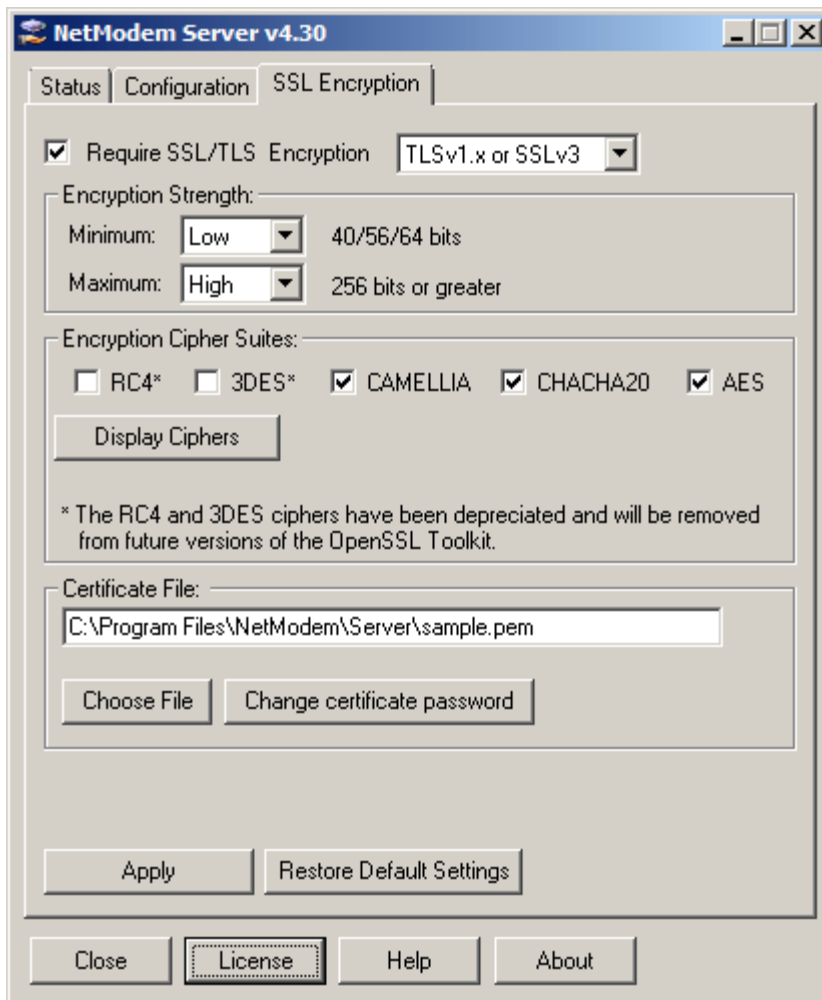 NetModem Server v4.30
Status Configuration SSL Encryption
Require SSL/TLS Encryption TLSv1.x or SSLv3
Encryption Strength:
Minimum: Low 40/56/64 bits
Maximum: High 256 bits or greater
Encryption Cipher Suites:
RC4* 3DES* CAMELLIA CHACHA20 AES
Display Ciphers
* The RC4 and 3DES ciphers have been depreciated and will be removed
from future versions of the OpenSSL Toolkit.
Certificate File:
C:\Program Files\NetModem\Server\sample.pem
Choose File Change certificate password
Apply Restore Default Settings
Close License Help About